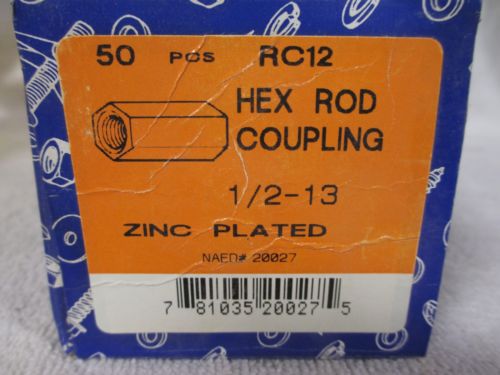 50 PCS RC12
HEX ROD
COUPLING
1/2-13
ZINC PLATED
NAED# 20027
7 81035 20027 5